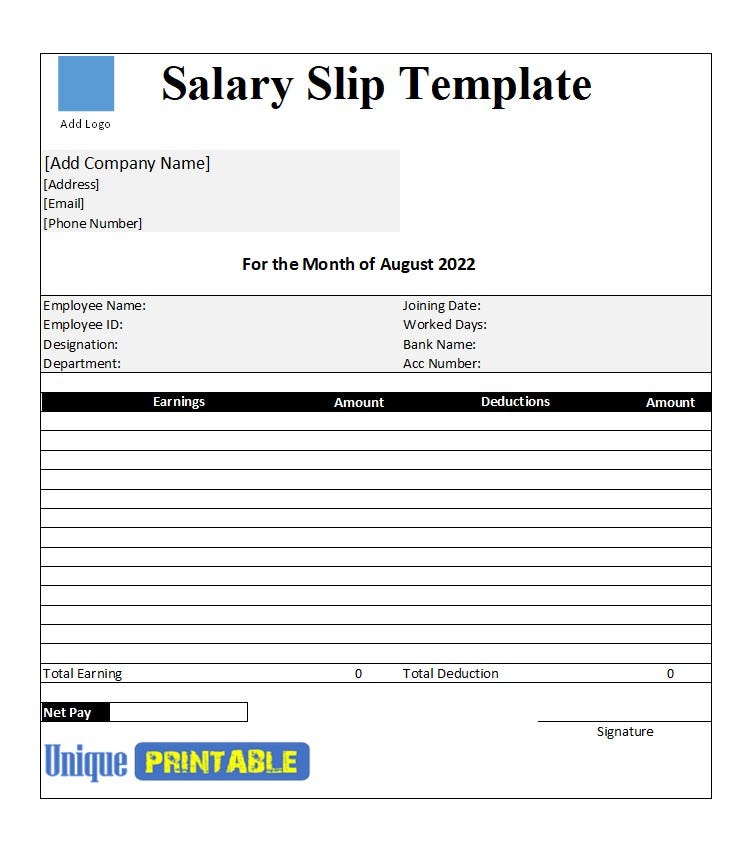 Salary Slip Template
Add Logo
[Add Company Name]
[Address]
[Email]
[Phone Number]
For the Month of August 2022
Employee Name: Joining Date:
Employee ID: Worked Days:
Designation: Bank Name:
Department: Acc Number:
Earnings Amount Deductions Amount
Total Earning 0 Total Deduction 0
Net Pay
Signature
Unique PRINTABLE